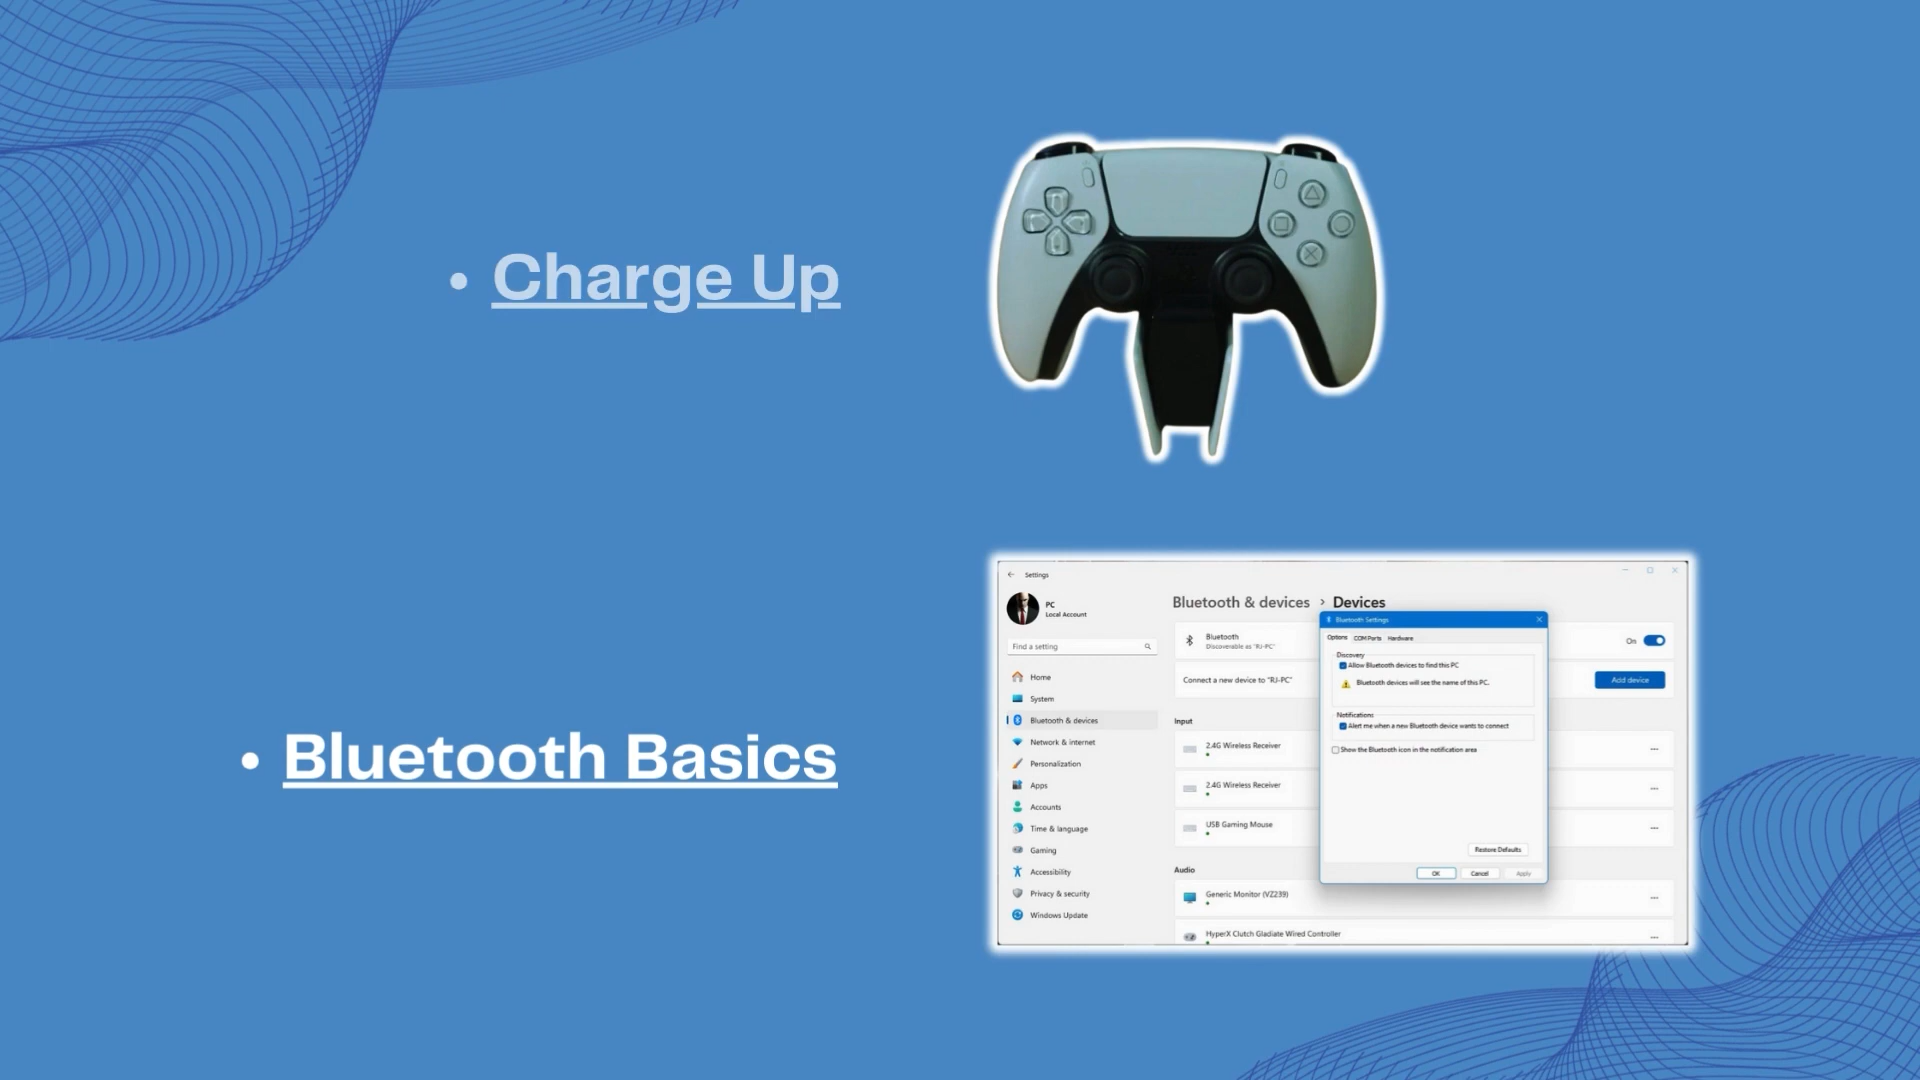 • Charge Up
• Bluetooth Basics
Settings
PC
Local Account
Find a setting
Home
System
Bluetooth & devices
Network & internet
Personalization
Apps
Accounts
Time & language
Gaming
Accessibility
Privacy & security
Windows Update
Bluetooth & devices › Devices
Bluetooth
Discoverable as "RJ-PC"
On
Connect a new device to "RJ-PC"
Add device
Input
2.4G Wireless Receiver
2.4G Wireless Receiver
USB Gaming Mouse
Audio
Generic Monitor (VZ239)
HyperX Clutch Gladiate Wired Controller
Bluetooth Settings
Options COM Ports Hardware
Discovery
Allow Bluetooth devices to find this PC
Bluetooth devices will see the name of this PC.
Notifications
Alert me when a new Bluetooth device wants to connect
Show the Bluetooth icon in the notification area
Restore Defaults
OK Cancel Apply